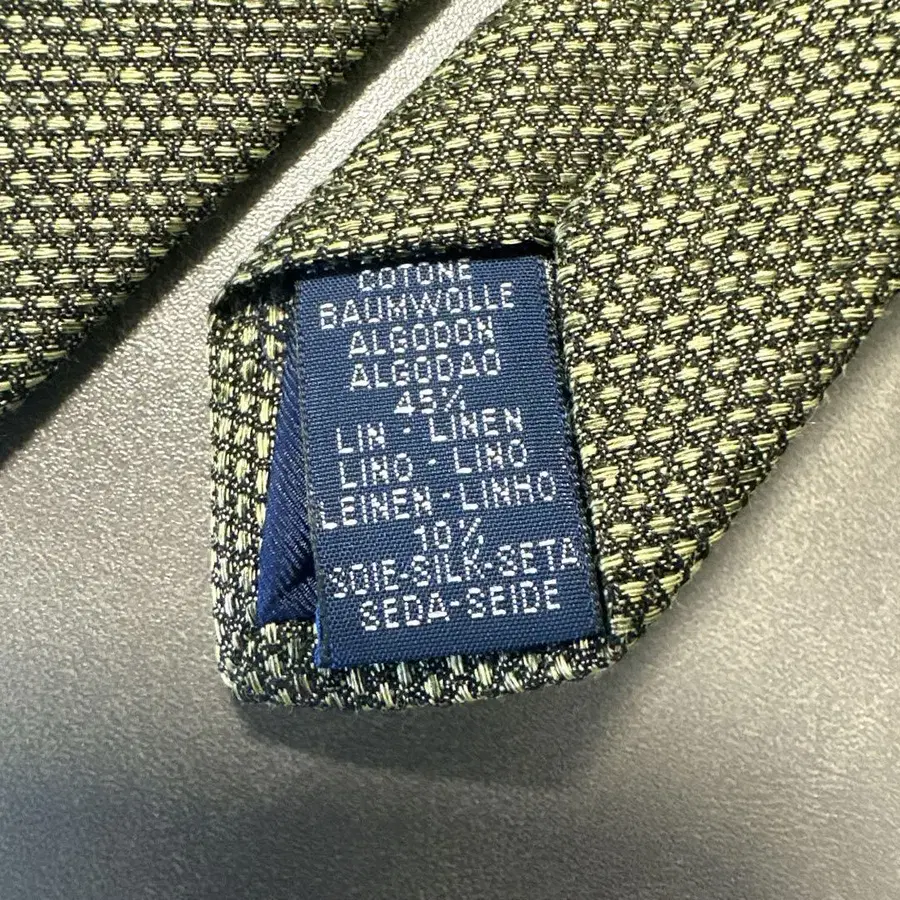 COTONE
BAUMWOLLE
ALGODON
ALGODAO
45%
LIN - LINEN
LINO - LINO
LEINEN - LINHO
10%
SOIE-SILK-SETA
SEDA-SEIDE